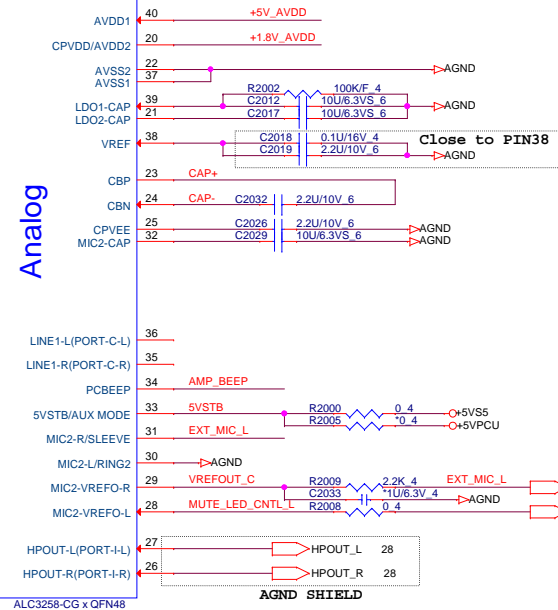 AVDD1 40 +5V_AVDD
CPVDD/AVDD2 20 +1.8V_AVDD
AVSS2 22 AGND
AVSS1 37
R2002 100K/F_4
LDO1-CAP 39 C2012 10U/6.3VS_6 AGND
LDO2-CAP 21 C2017 10U/6.3VS_6
VREF 38 C2018 0.1U/16V_4 Close to PIN38
C2019 2.2U/10V_6 AGND
CBP 23 CAP+
CBN 24 CAP- C2032 2.2U/10V_6
CPVEE 25 C2026 2.2U/10V_6 AGND
MIC2-CAP 32 C2029 10U/6.3VS_6 AGND
Analog
LINE1-L(PORT-C-L) 36
LINE1-R(PORT-C-R) 35
PCBEEP 34 AMP_BEEP
5VSTB/AUX MODE 33 5VSTB R2000 0_4 +5VS5
R2005 *0_4 +5VPCU
MIC2-R/SLEEVE 31 EXT_MIC_L
MIC2-L/RING2 30 AGND
MIC2-VREFO-R 29 VREFOUT_C R2009 2.2K_4 EXT_MIC_L
C2033 *1U/6.3V_4 AGND
MIC2-VREFO-L 28 MUTE_LED_CNTL_L R2008 0_4
HPOUT-L(PORT-I-L) 27 HPOUT_L 28
HPOUT-R(PORT-I-R) 26 HPOUT_R 28
AGND SHIELD
ALC3258-CG x QFN48